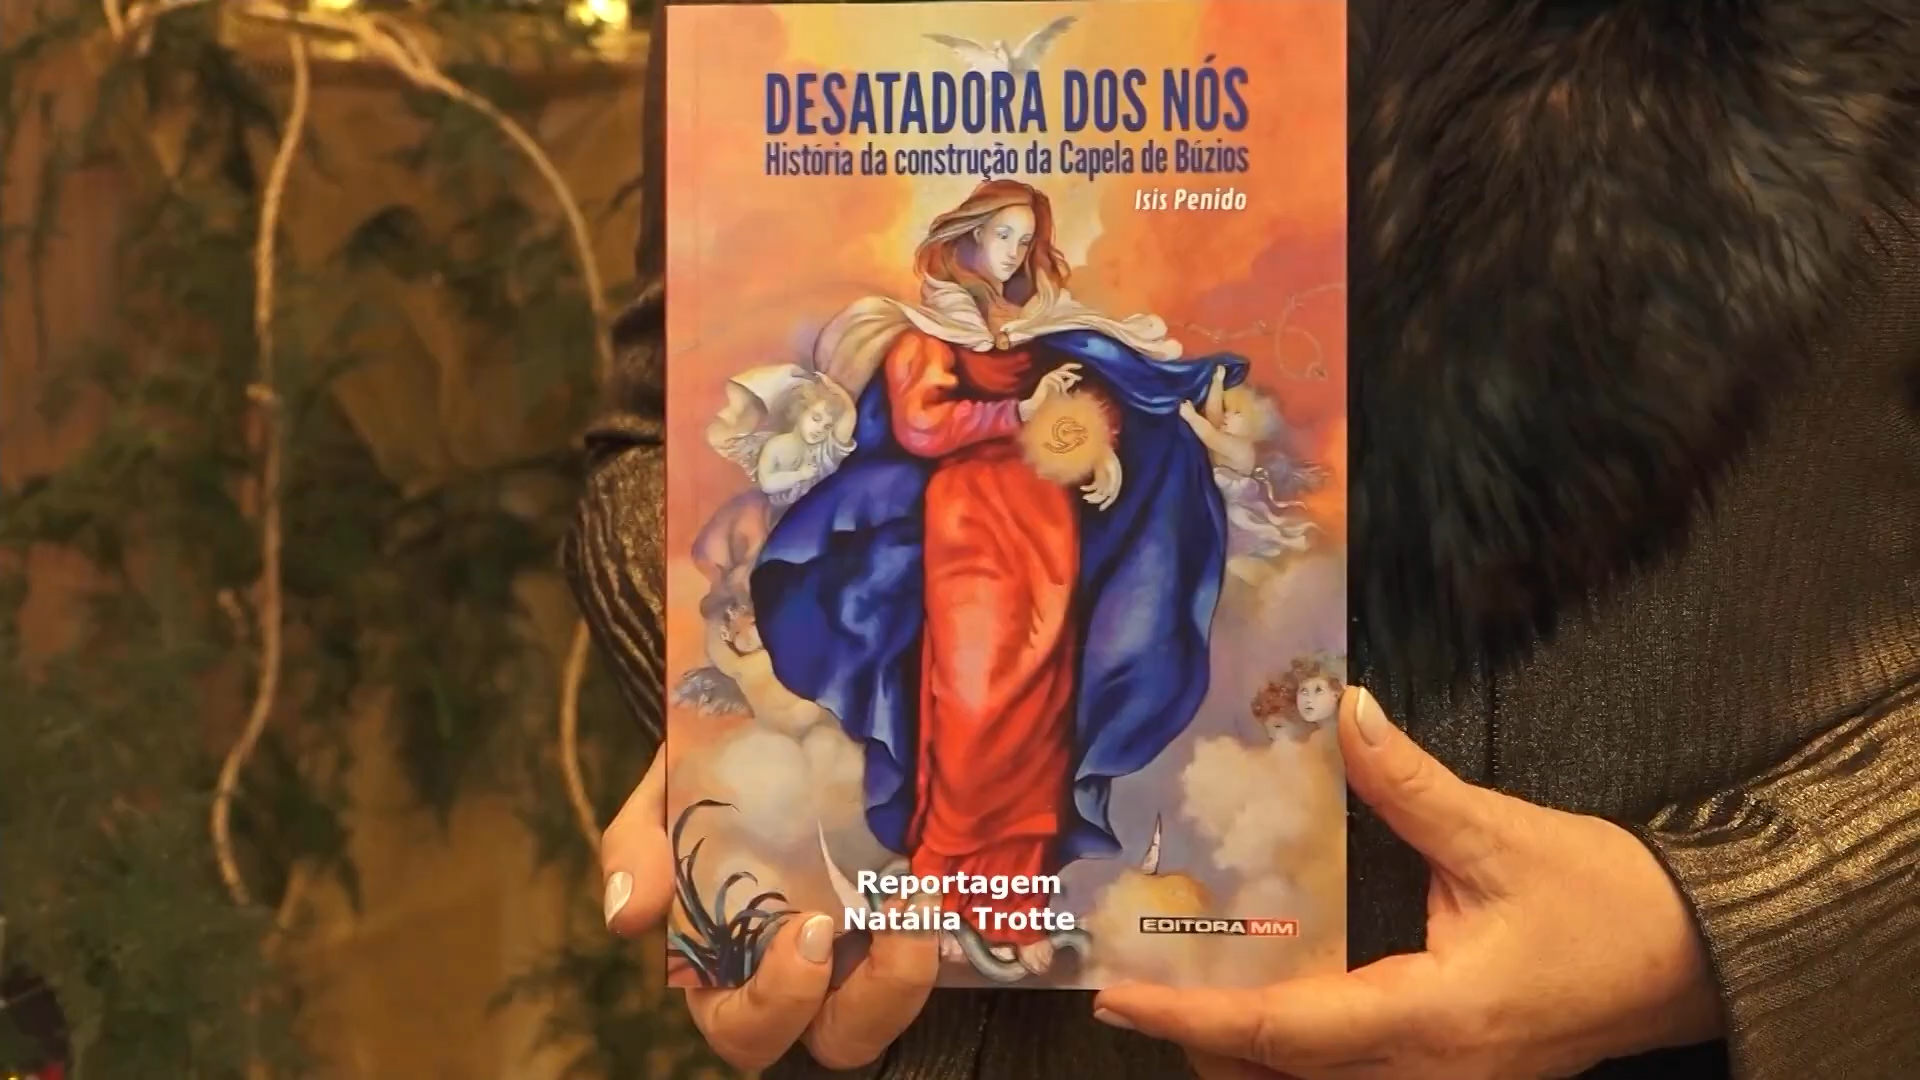 DESATADORA DOS NÓS
História da construção da Capela de Búzios
Isis Penido
Reportagem
Natália Trotte
EDITORA MM